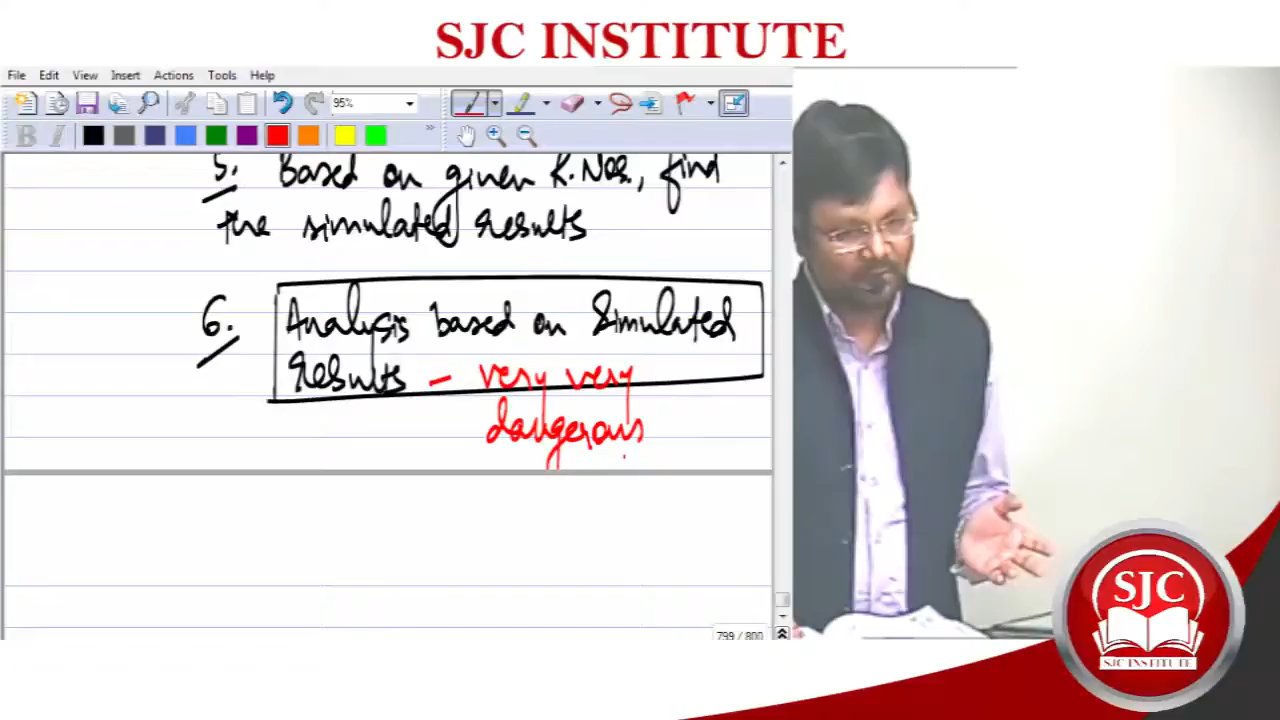 SJC INSTITUTE
File Edit View Insert Actions Tools Help
95%
B I
5. Based on given R.Nos., find
the simulated results
6. Analysis based on Simulated
Results - very very
dangerous
799 / 800
SJC
SJC INSTITUTE